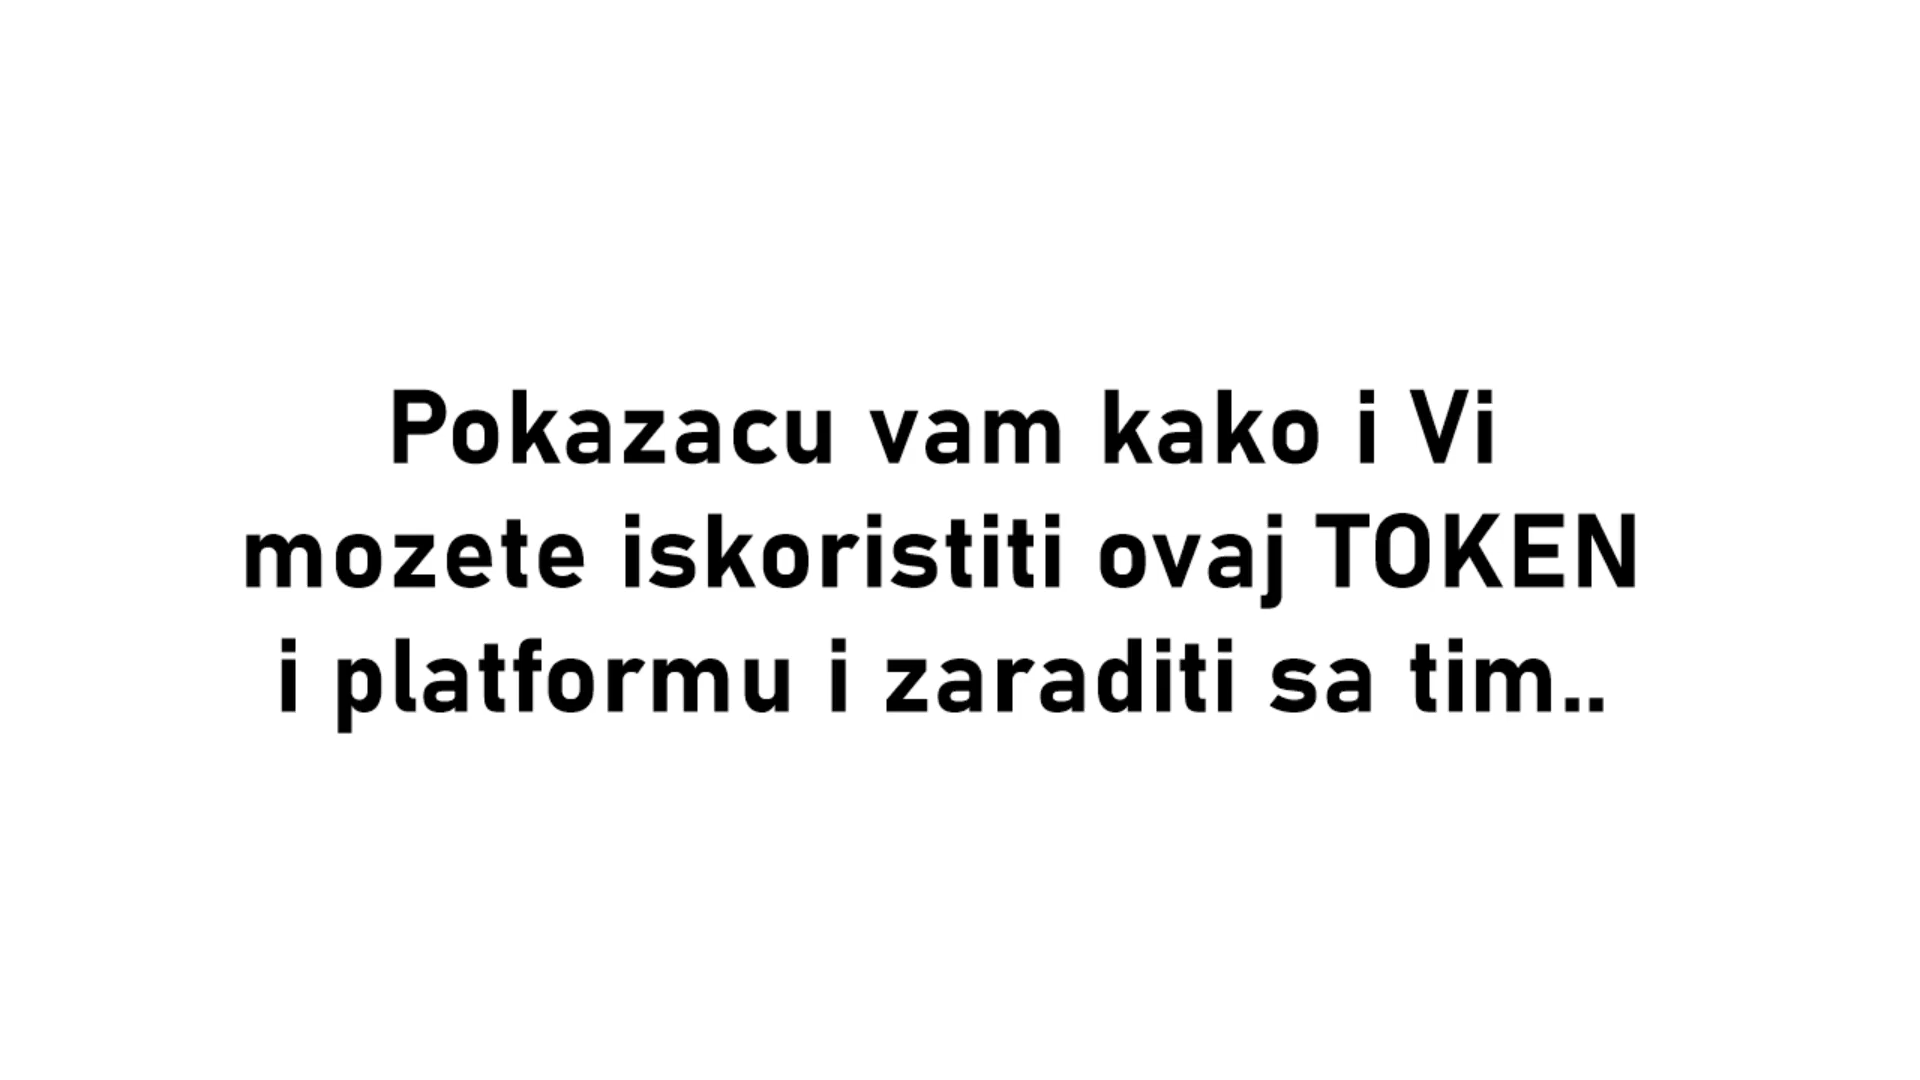 Pokazacu vam kako i Vi
mozete iskoristiti ovaj TOKEN
i platformu i zaraditi sa tim..